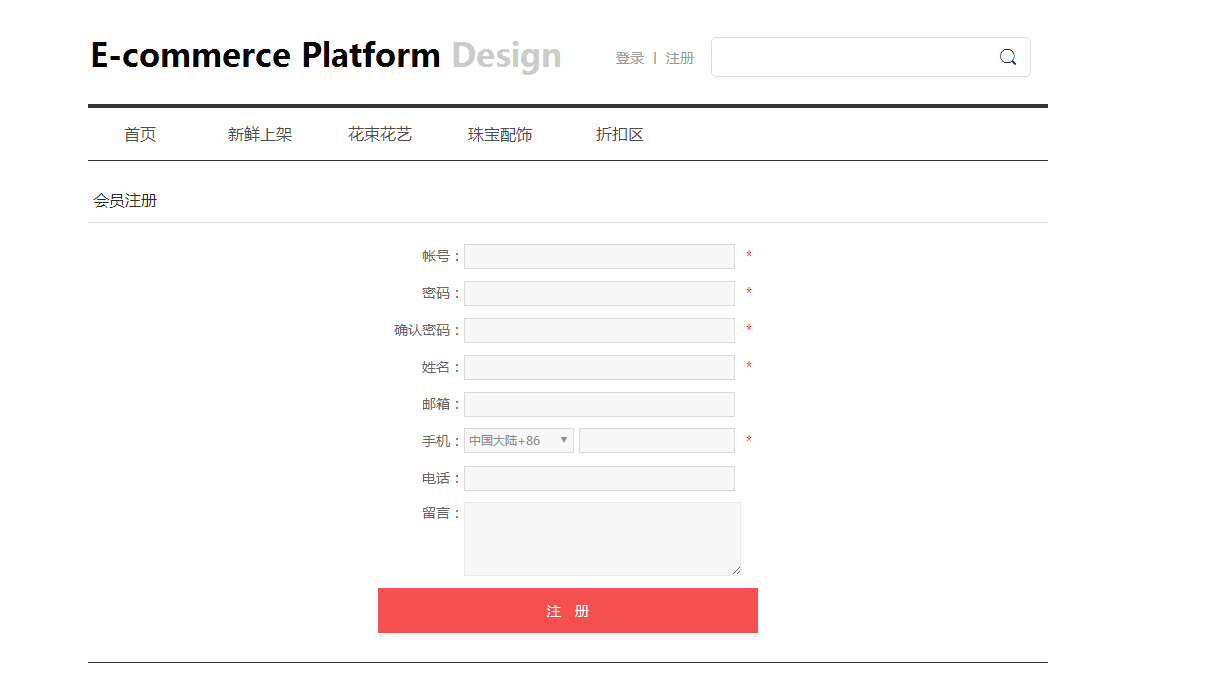 E-commerce Platform Design
登录 | 注册
首页 新鲜上架 花束花艺 珠宝配饰 折扣区
会员注册
帐号： *
密码： *
确认密码： *
姓名： *
邮箱：
手机： 中国大陆+86 ▼ *
电话：
留言：
注 册